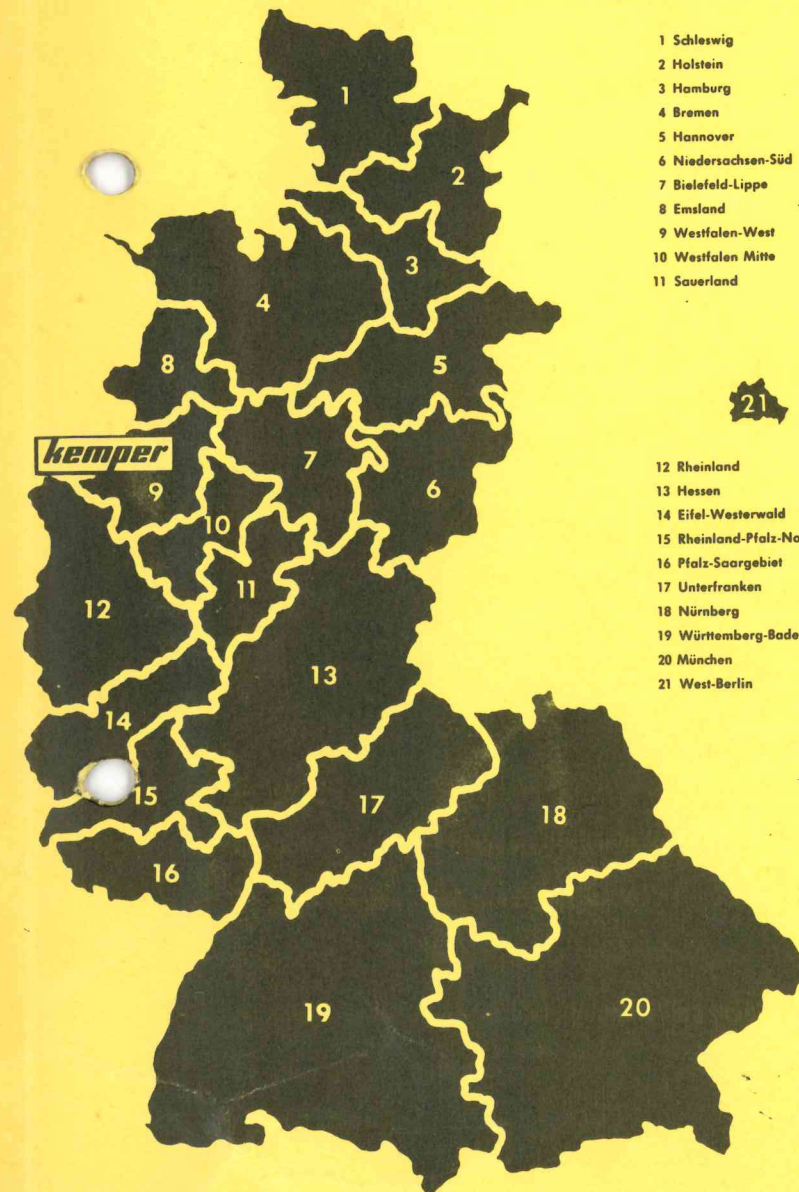 1 Schleswig
2 Holstein
3 Hamburg
4 Bremen
5 Hannover
6 Niedersachsen-Süd
7 Bielefeld-Lippe
8 Emsland
9 Westfalen-West
10 Westfalen Mitte
11 Sauerland
12 Rheinland
13 Hessen
14 Eifel-Westerwald
15 Rheinland-Pfalz-No
16 Pfalz-Saargebiet
17 Unterfranken
18 Nürnberg
19 Württemberg-Bade
20 München
21 West-Berlin
1
2
3
4
5
8
21
kemper
7
6
9
10
11
12
13
14
15
17
18
16
19
20